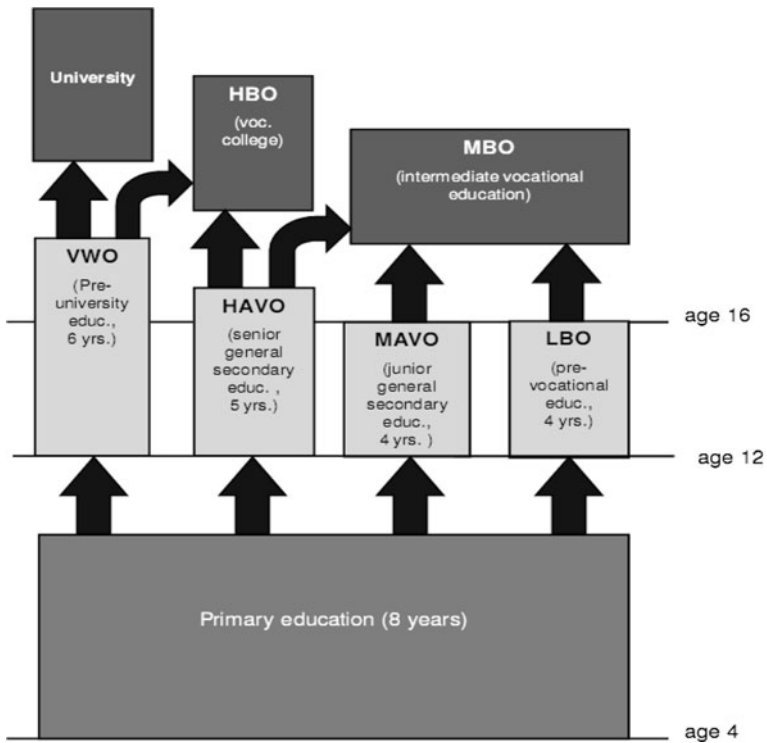 University
HBO
(voc.
college)
MBO
(intermediate vocational
education)
VWO
(Pre-
university
educ.,
6 yrs.)
HAVO
(senior
general
secondary
educ. ,
5 yrs.)
MAVO
(junior
general
secondary
educ.,
4 yrs. )
LBO
(pre-
vocational
educ.,
4 yrs.)
age 16
age 12
Primary education (8 years)
age 4